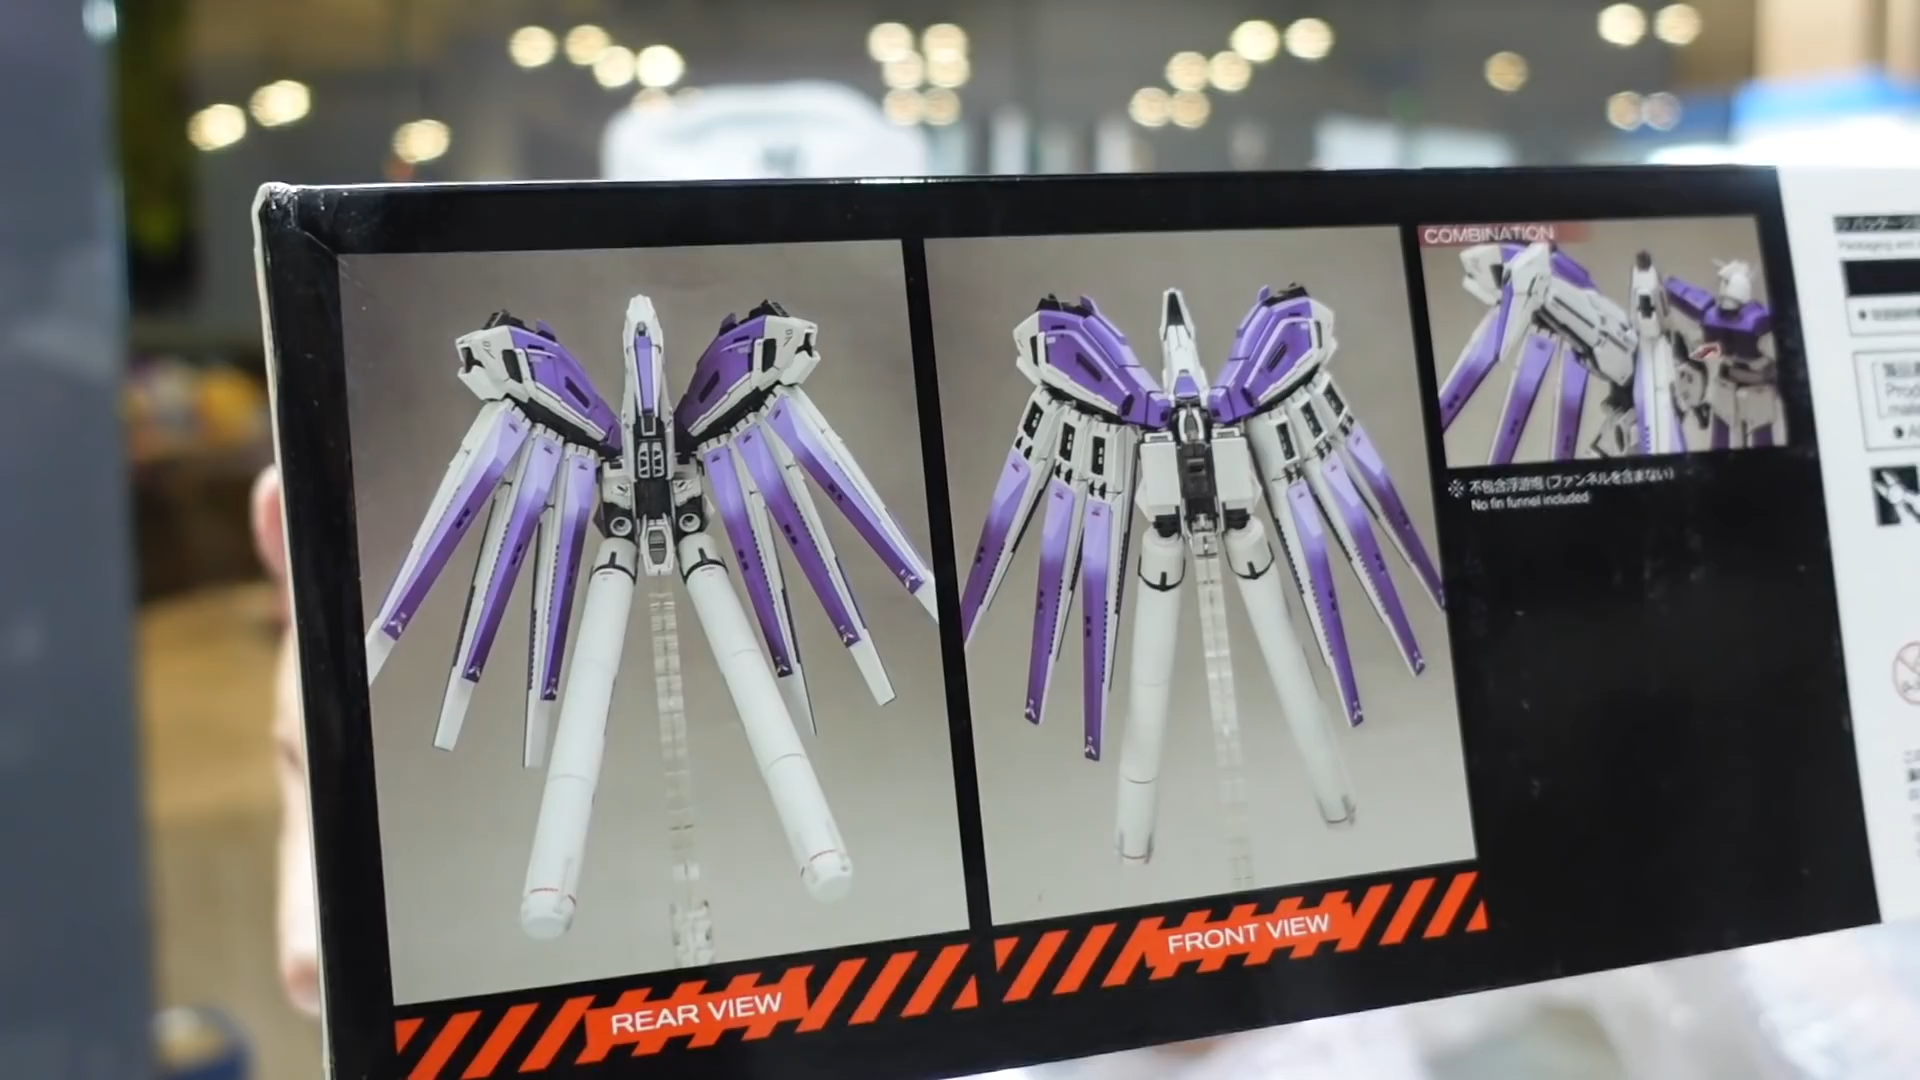 COMBINATION
※ 不包含浮游炮 (ファンネルを含まない)
No fin funnel included
REAR VIEW
FRONT VIEW